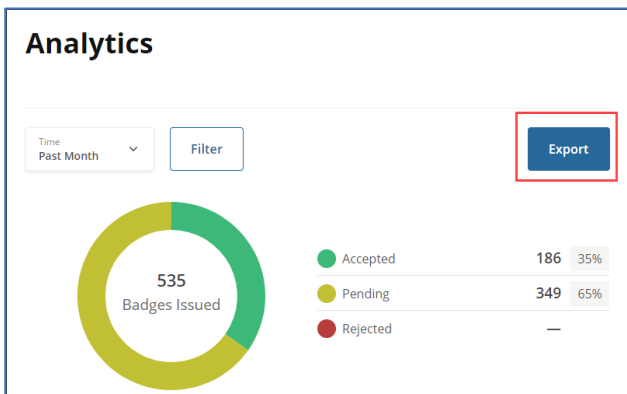 Analytics
Time
Past Month
Filter
Export
535
Badges Issued
Accepted 186 35%
Pending 349 65%
Rejected —